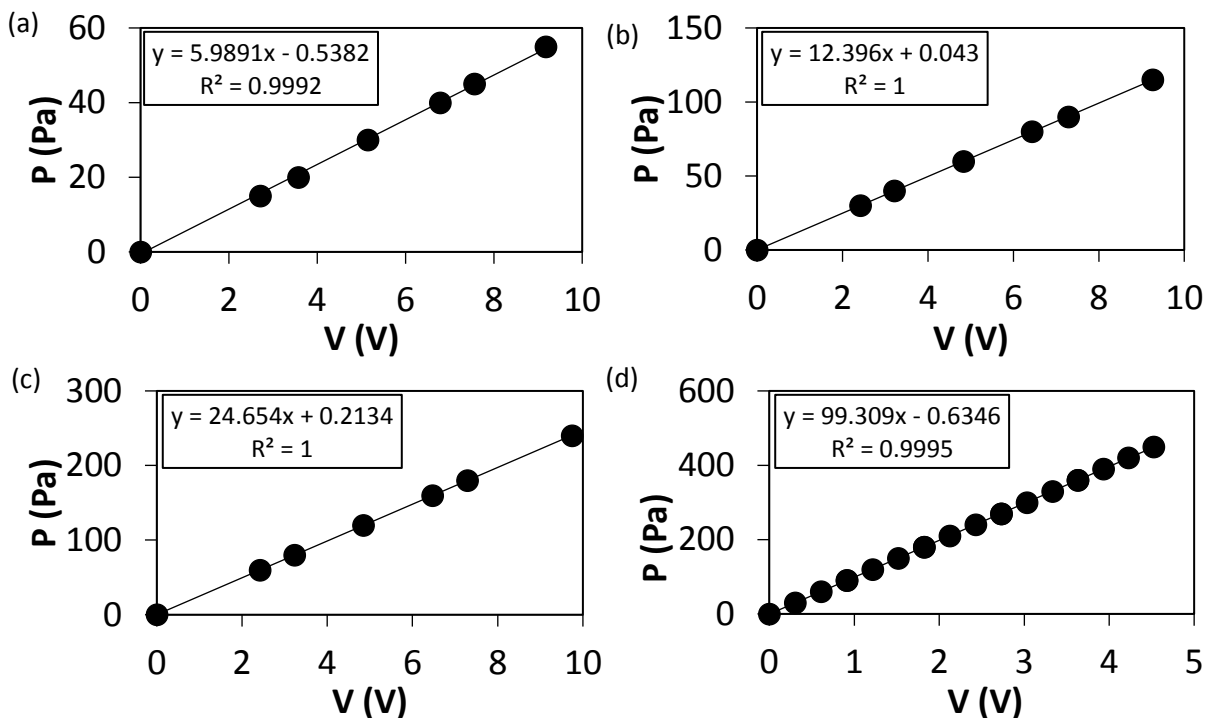 (a)
60
y = 5.9891x - 0.5382
R² = 0.9992
40
20
0
P (Pa)
0 2 4 6 8 10
V (V)
(b)
150
y = 12.396x + 0.043
R² = 1
100
50
0
P (Pa)
0 2 4 6 8 10
V (V)
(c)
300
y = 24.654x + 0.2134
R² = 1
200
100
0
P (Pa)
0 2 4 6 8 10
V (V)
(d)
600
y = 99.309x - 0.6346
R² = 0.9995
400
200
0
P (Pa)
0 1 2 3 4 5
V (V)